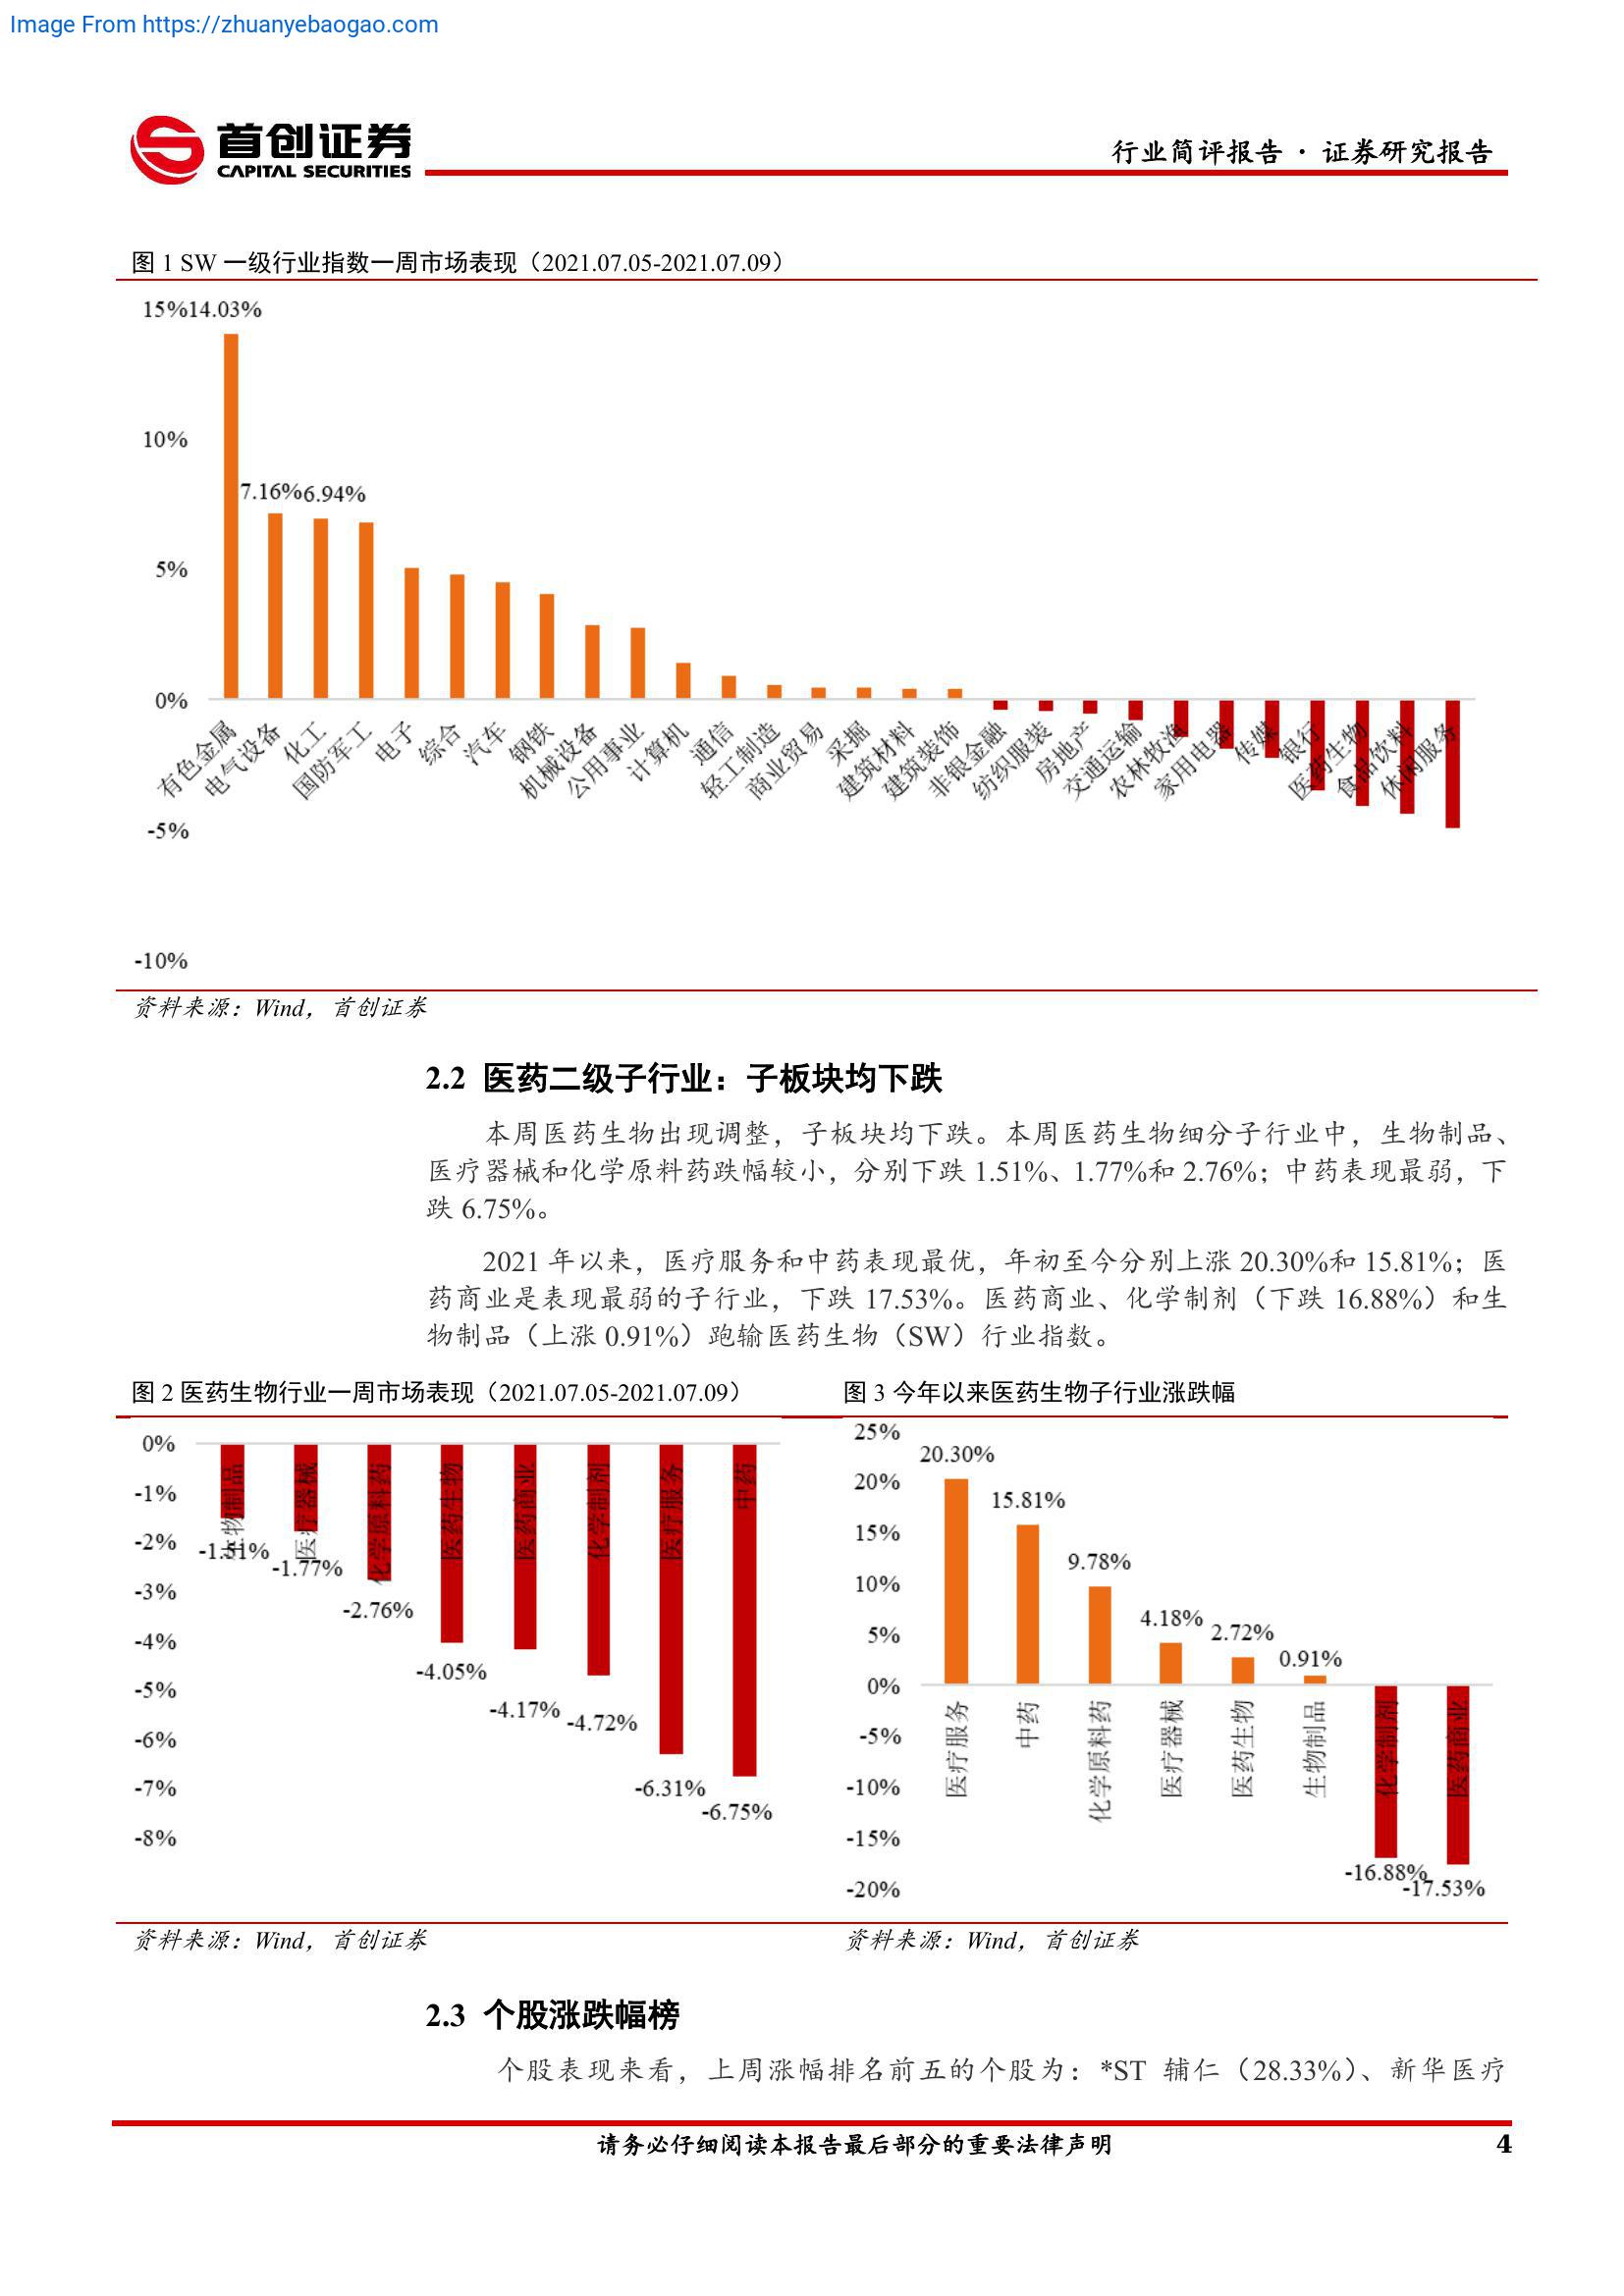 Image From https://zhuanyebaogao.com
首创证券
CAPITAL SECURITIES
行业简评报告 · 证券研究报告
图 1 SW 一级行业指数一周市场表现（2021.07.05-2021.07.09）
15%
14.03%
10%
7.16%
6.94%
5%
0%
-5%
-10%
有色金属
电气设备
化工
国防军工
电子
综合
汽车
钢铁
机械设备
公用事业
计算机
通信
轻工制造
商业贸易
采掘
建筑材料
建筑装饰
非银金融
纺织服装
房地产
交通运输
农林牧渔
家用电器
传媒
银行
医药生物
食品饮料
休闲服务
资料来源：Wind，首创证券
2.2 医药二级子行业：子板块均下跌
本周医药生物出现调整，子板块均下跌。本周医药生物细分子行业中，生物制品、
医疗器械和化学原料药跌幅较小，分别下跌 1.51%、1.77%和 2.76%；中药表现最弱，下
跌 6.75%。
2021 年以来，医疗服务和中药表现最优，年初至今分别上涨 20.30%和 15.81%；医
药商业是表现最弱的子行业，下跌 17.53%。医药商业、化学制剂（下跌 16.88%）和生
物制品（上涨 0.91%）跑输医药生物（SW）行业指数。
图 2 医药生物行业一周市场表现（2021.07.05-2021.07.09）
0%
-1%
-2%
-3%
-4%
-5%
-6%
-7%
-8%
生物制品
医疗器械
化学原料药
医药生物
医药商业
化学制剂
医疗服务
中药
-1.51%
-1.77%
-2.76%
-4.05%
-4.17%
-4.72%
-6.31%
-6.75%
资料来源：Wind，首创证券
图 3 今年以来医药生物子行业涨跌幅
25%
20%
15%
10%
5%
0%
-5%
-10%
-15%
-20%
20.30%
15.81%
9.78%
4.18%
2.72%
0.91%
-16.88%
-17.53%
医疗服务
中药
化学原料药
医疗器械
医药生物
生物制品
化学制剂
医药商业
资料来源：Wind，首创证券
2.3 个股涨跌幅榜
个股表现来看，上周涨幅排名前五的个股为：*ST 辅仁（28.33%）、新华医疗
请务必仔细阅读本报告最后部分的重要法律声明
4